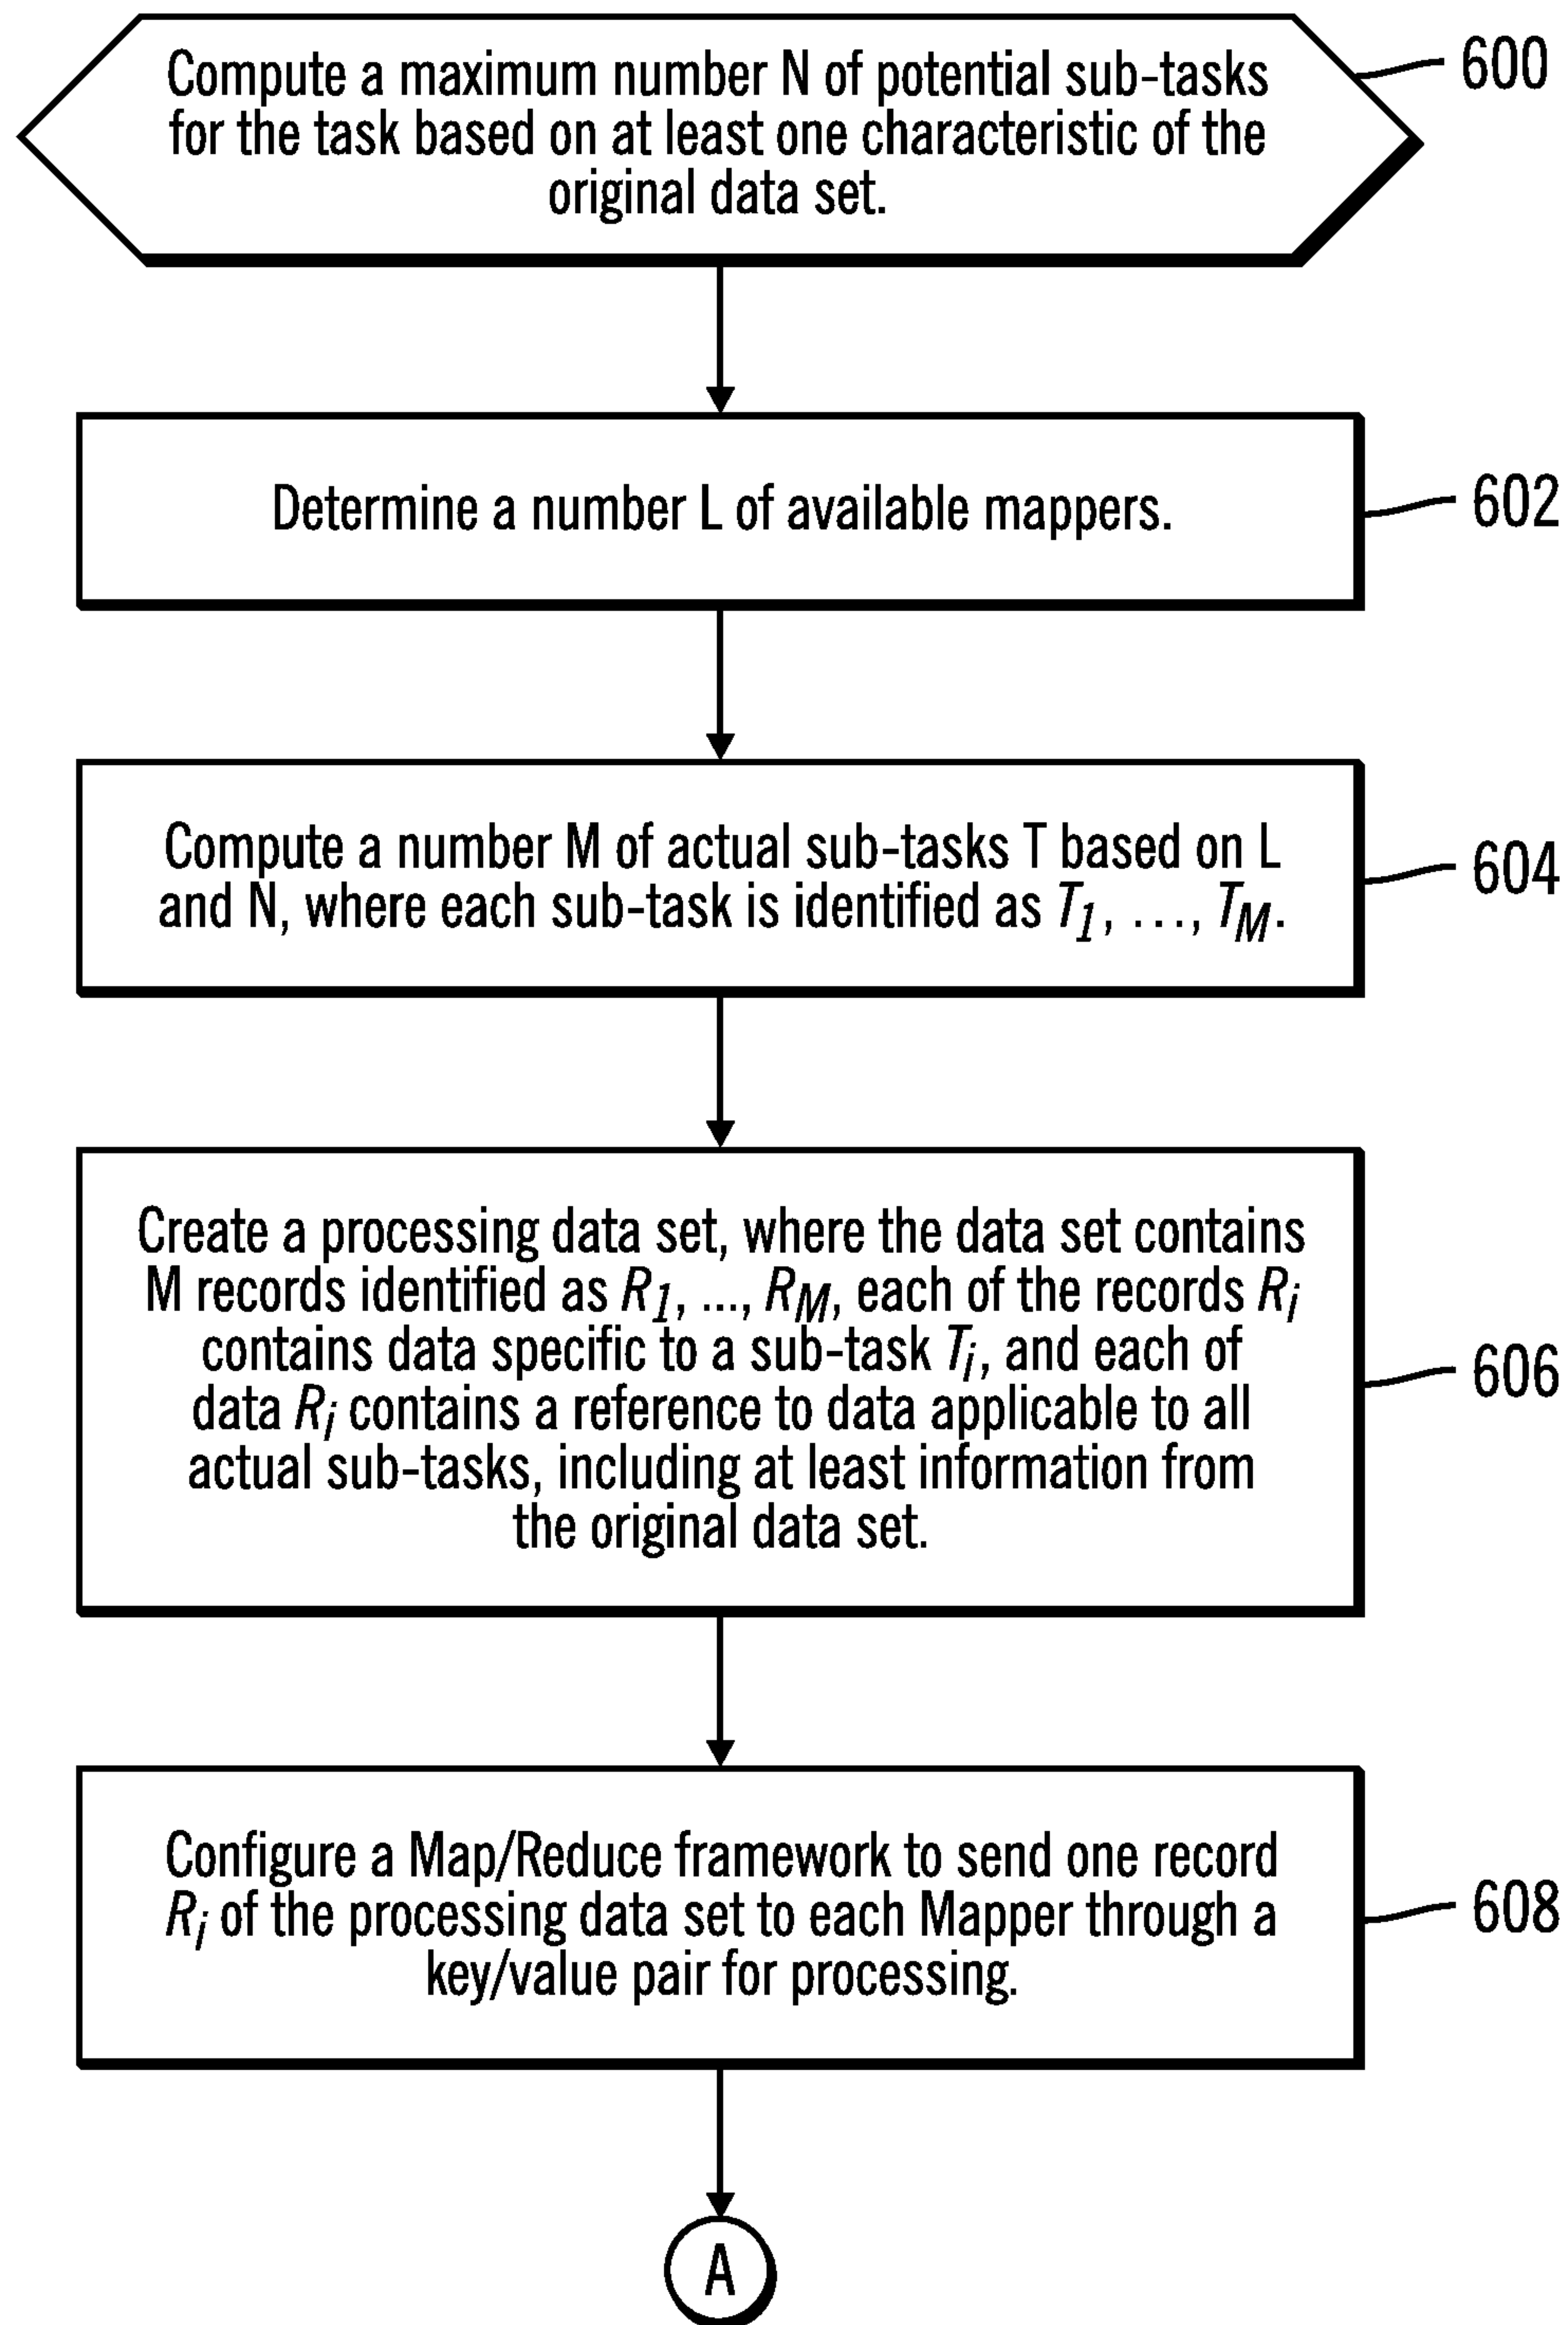 Compute a maximum number N of potential sub-tasks
for the task based on at least one characteristic of the
original data set.
600
Determine a number L of available mappers.
602
Compute a number M of actual sub-tasks T based on L
and N, where each sub-task is identified as T1, . . ., TM.
604
Create a processing data set, where the data set contains
M records identified as R1, ..., RM, each of the records Ri
contains data specific to a sub-task Ti, and each of
data Ri contains a reference to data applicable to all
actual sub-tasks, including at least information from
the original data set.
606
Configure a Map/Reduce framework to send one record
Ri of the processing data set to each Mapper through a
key/value pair for processing.
608
A